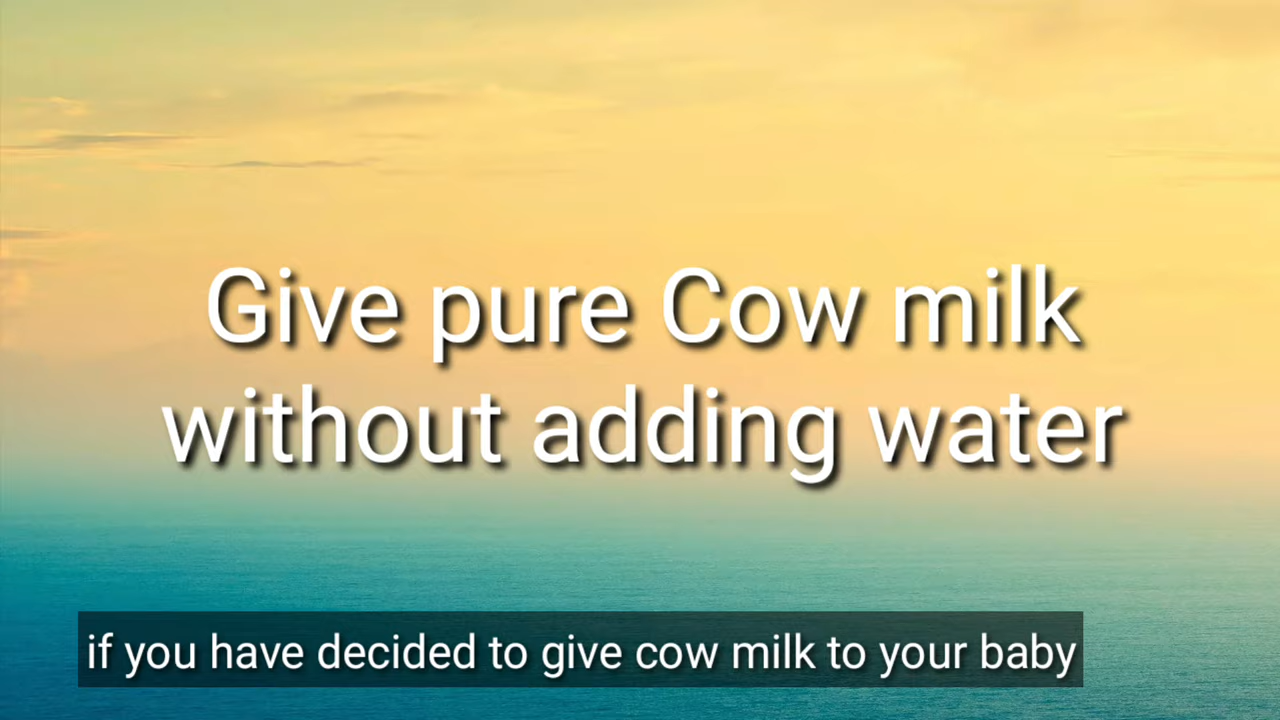 Give pure Cow milk
without adding water
if you have decided to give cow milk to your baby